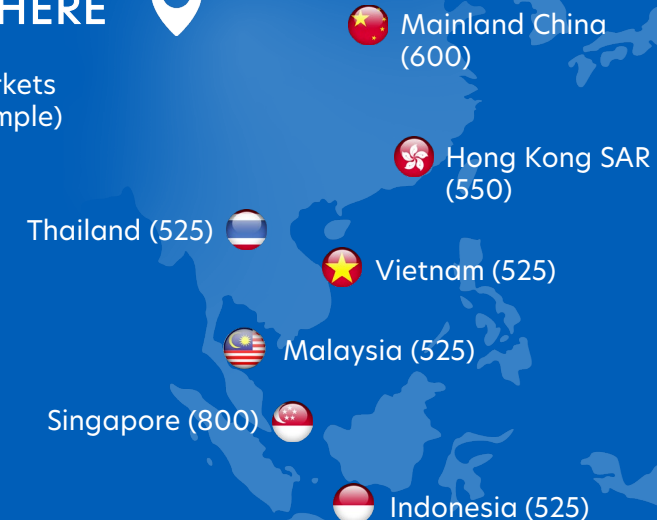 HERE
Mainland China
(600)
rkets
mple)
Hong Kong SAR
(550)
Thailand (525)
Vietnam (525)
Malaysia (525)
Singapore (800)
Indonesia (525)